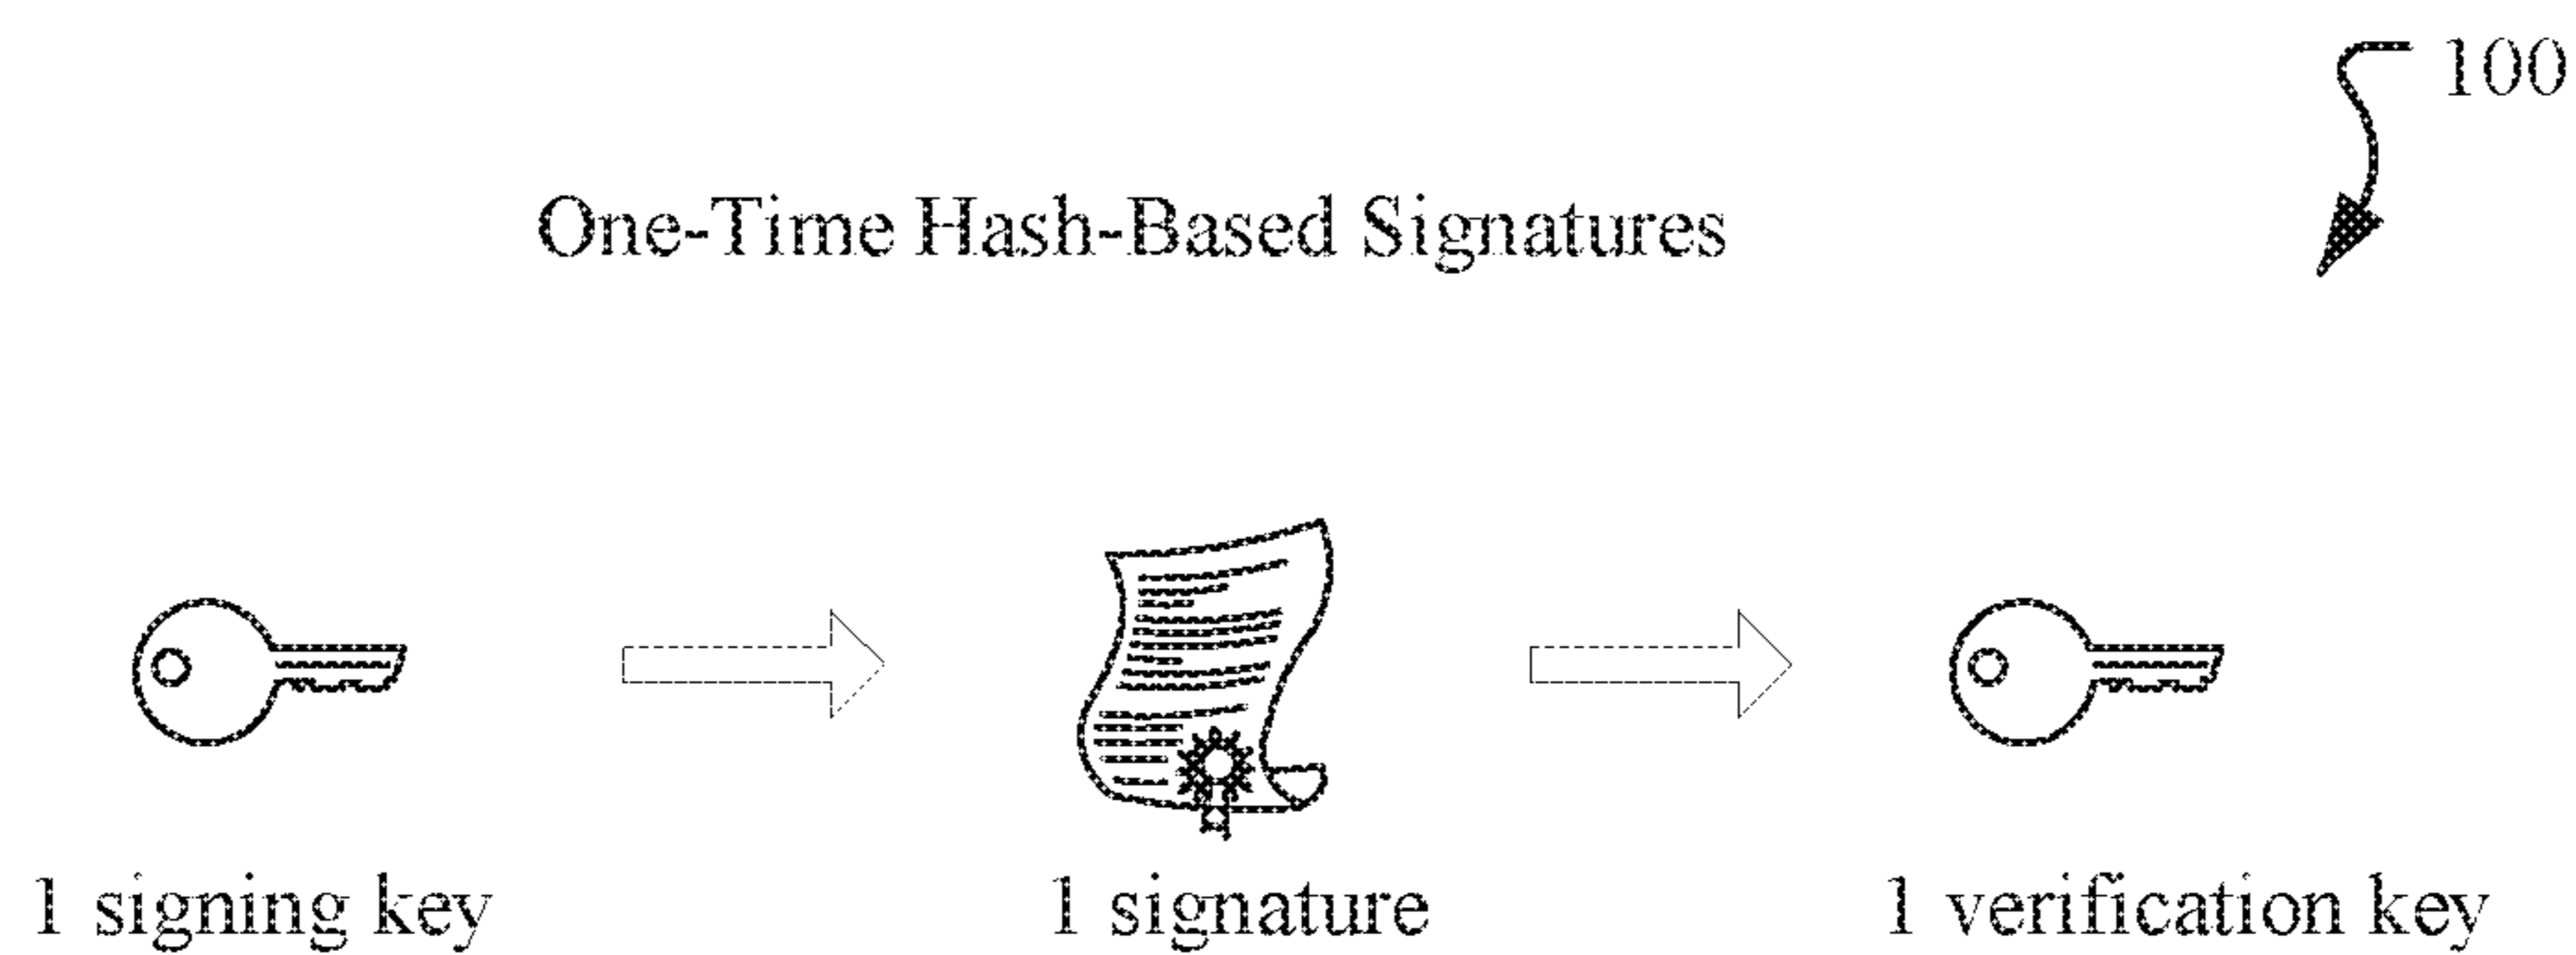 100
One-Time Hash-Based Signatures
1 signing key
1 signature
1 verification key